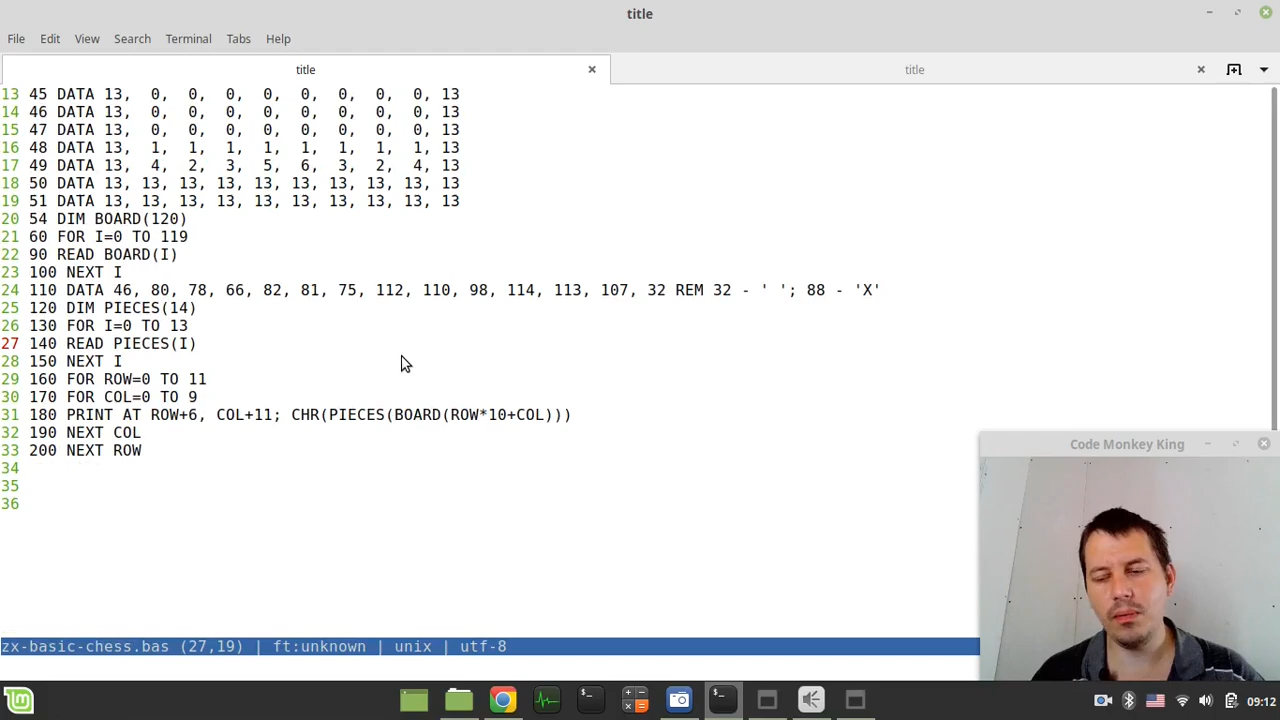 title
File Edit View Search Terminal Tabs Help
title title
13 45 DATA 13, 0, 0, 0, 0, 0, 0, 0, 0, 13
14 46 DATA 13, 0, 0, 0, 0, 0, 0, 0, 0, 13
15 47 DATA 13, 0, 0, 0, 0, 0, 0, 0, 0, 13
16 48 DATA 13, 1, 1, 1, 1, 1, 1, 1, 1, 13
17 49 DATA 13, 4, 2, 3, 5, 6, 3, 2, 4, 13
18 50 DATA 13, 13, 13, 13, 13, 13, 13, 13, 13, 13
19 51 DATA 13, 13, 13, 13, 13, 13, 13, 13, 13, 13
20 54 DIM BOARD(120)
21 60 FOR I=0 TO 119
22 90 READ BOARD(I)
23 100 NEXT I
24 110 DATA 46, 80, 78, 66, 82, 81, 75, 112, 110, 98, 114, 113, 107, 32 REM 32 - ' '; 88 - 'X'
25 120 DIM PIECES(14)
26 130 FOR I=0 TO 13
27 140 READ PIECES(I)
28 150 NEXT I
29 160 FOR ROW=0 TO 11
30 170 FOR COL=0 TO 9
31 180 PRINT AT ROW+6, COL+11; CHR(PIECES(BOARD(ROW*10+COL)))
32 190 NEXT COL
33 200 NEXT ROW
34
35
36
Code Monkey King
zx-basic-chess.bas (27,19) | ft:unknown | unix | utf-8
09:12